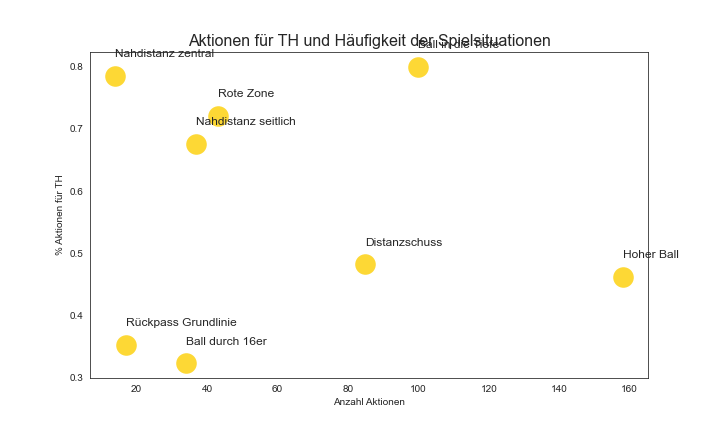 Aktionen für TH und Häufigkeit der Spielsituationen
Nahdistanz zentral
Ball in die Tiefe
Rote Zone
Nahdistanz seitlich
Distanzschuss
Hoher Ball
Rückpass Grundlinie
Ball durch 16er
% Aktionen für TH
0.8
0.7
0.6
0.5
0.4
0.3
20 40 60 80 100 120 140 160
Anzahl Aktionen